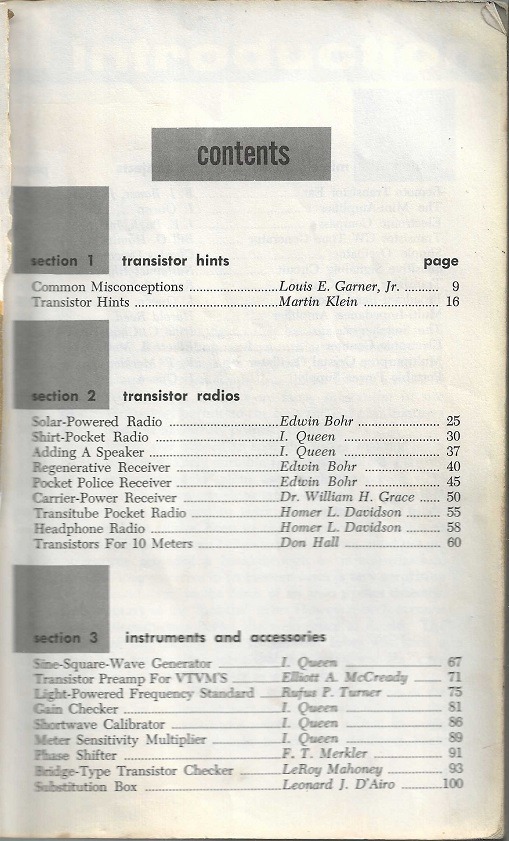 contents
section 1 transistor hints page
Common Misconceptions ........................Louis E. Garner, Jr. ......... 9
Transistor Hints ........................Martin Klein .................. 16
section 2 transistor radios
Solar-Powered Radio ........................Edwin Bohr .................... 25
Shirt-Pocket Radio ........................I. Queen ........................ 30
Adding A Speaker ........................I. Queen ........................ 37
Regenerative Receiver ........................Edwin Bohr .................... 40
Pocket Police Receiver ........................Edwin Bohr .................... 45
Carrier-Power Receiver ........................Dr. William H. Grace ...... 50
Transitube Pocket Radio ........................Homer L. Davidson ......... 55
Headphone Radio ........................Homer L. Davidson ......... 58
Transistors For 10 Meters ........................Don Hall ........................ 60
section 3 instruments and accessories
Sine-Square-Wave Generator ............I. Queen ........................ 67
Transistor Preamp For VTVM'S ............Elliott A. McCready ...... 71
Light-Powered Frequency Standard ......Rufus P. Turner ............ 75
Gain Checker ........................I. Queen ........................ 81
Shortwave Calibrator ........................I. Queen ........................ 86
Meter Sensitivity Multiplier ............I. Queen ........................ 89
Phase Shifter ........................F. T. Merkler ............... 91
Bridge-Type Transistor Checker ............LeRoy Mahoney ............ 93
Substitution Box ........................Leonard J. D'Airo .........100